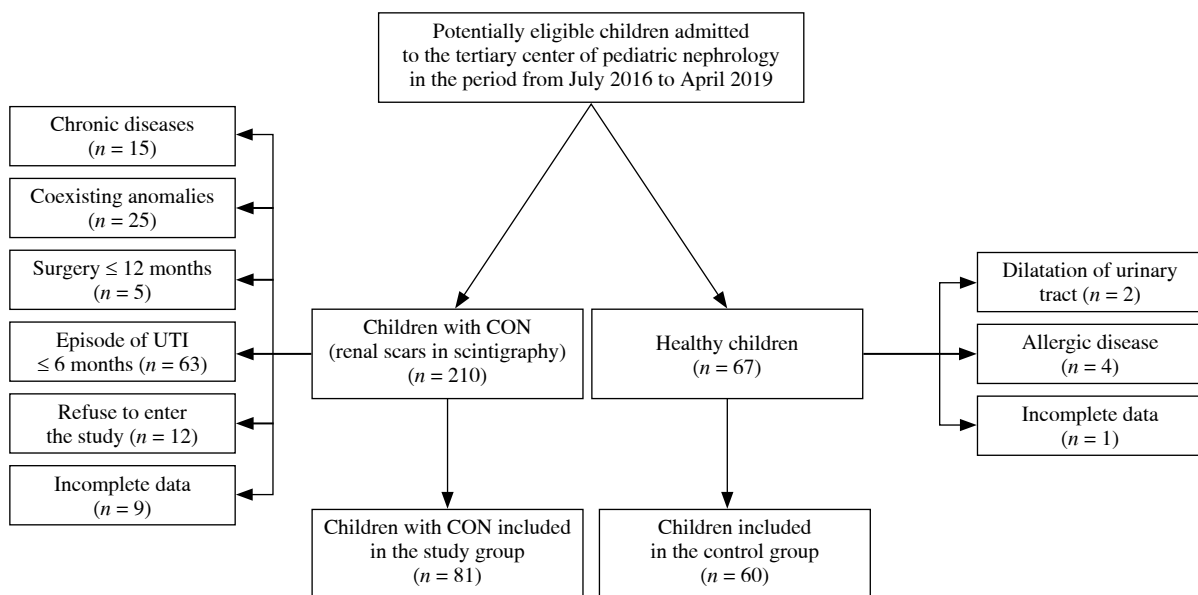 Potentially eligible children admitted
to the tertiary center of pediatric nephrology
in the period from July 2016 to April 2019
Chronic diseases
(n = 15)
Coexisting anomalies
(n = 25)
Surgery ≤ 12 months
(n = 5)
Episode of UTI
≤ 6 months (n = 63)
Refuse to enter
the study (n = 12)
Incomplete data
(n = 9)
Children with CON
(renal scars in scintigraphy)
(n = 210)
Healthy children
(n = 67)
Dilatation of urinary
tract (n = 2)
Allergic disease
(n = 4)
Incomplete data
(n = 1)
Children with CON included
in the study group
(n = 81)
Children included
in the control group
(n = 60)